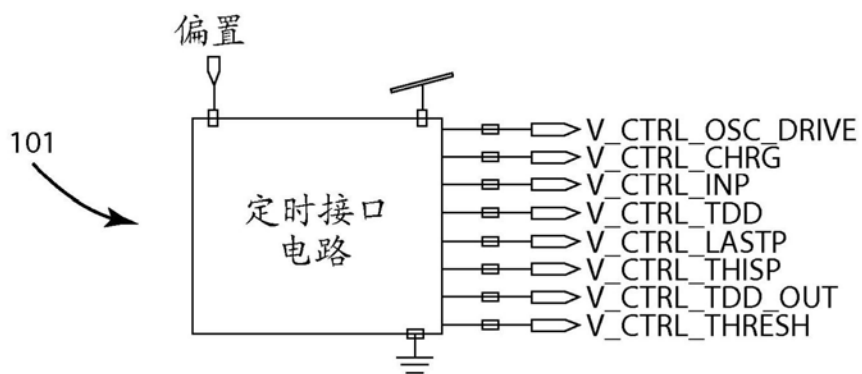 偏置
101
定时接口
电路
V_CTRL_OSC_DRIVE
V_CTRL_CHRG
V_CTRL_INP
V_CTRL_TDD
V_CTRL_LASTP
V_CTRL_THISP
V_CTRL_TDD_OUT
V_CTRL_THRESH